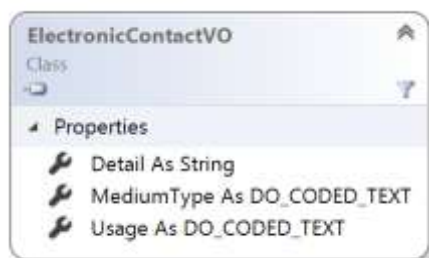 ElectronicContactVO
Class
Properties
Detail As String
MediumType As DO_CODED_TEXT
Usage As DO_CODED_TEXT